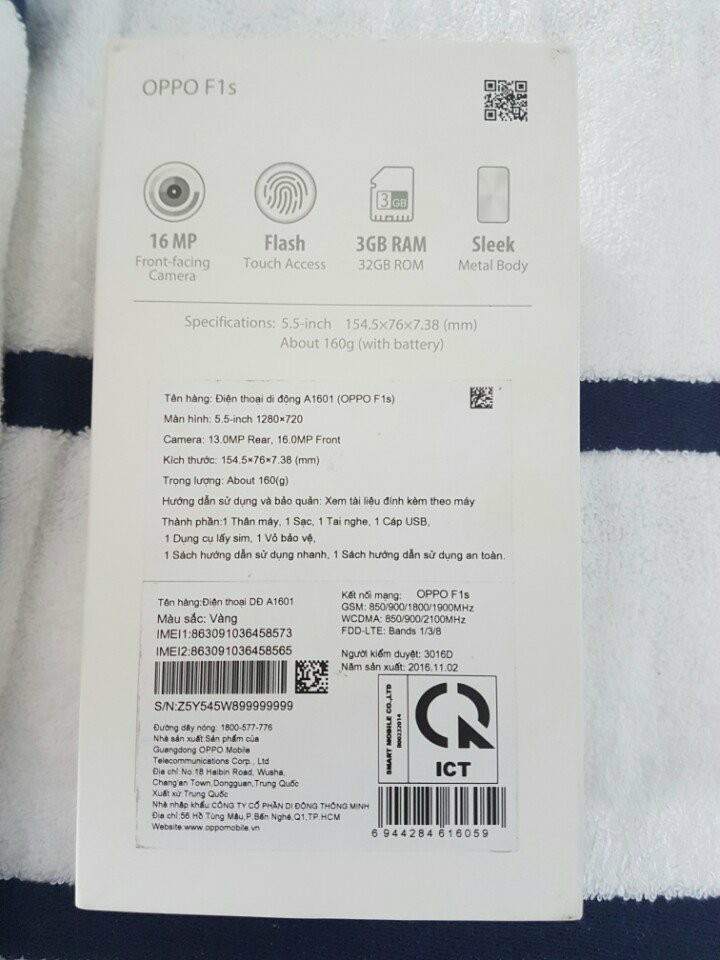 OPPO F1s
3 GB
16 MP
Front-facing
Camera
Flash
Touch Access
3GB RAM
32GB ROM
Sleek
Metal Body
Specifications: 5.5-inch 154.5×76×7.38 (mm)
About 160g (with battery)
Tên hàng: Điện thoại di động A1601 (OPPO F1s)
Màn hình: 5.5-inch 1280×720
Camera: 13.0MP Rear, 16.0MP Front
Kích thước: 154.5×76×7.38 (mm)
Trọng lượng: About 160(g)
Hướng dẫn sử dụng và bảo quản: Xem tài liệu đính kèm theo máy
Thành phần:1 Thân máy, 1 Sạc, 1 Tai nghe, 1 Cáp USB,
1 Dụng cụ lấy sim, 1 Vỏ bảo vệ,
1 Sách hướng dẫn sử dụng nhanh, 1 Sách hướng dẫn sử dụng an toàn.
Tên hàng:Điện thoại DĐ A1601
Màu sắc: Vàng
IMEI1:863091036458573
IMEI2:863091036458565
S/N:Z5Y545W899999999
Đường dây nóng: 1800-577-776
Nhà sản xuất:Sản phẩm của
Guangdong OPPO Mobile
Telecommunications Corp., Ltd
Địa chỉ:No.18 Haibin Road, Wusha,
Chang'an Town,Dongguan,Trung Quốc
Xuất xứ Trung Quốc
Nhà nhập khẩu:CÔNG TY CỔ PHẦN DI ĐỘNG THÔNG MINH
Địa chỉ:56 Hồ Tùng Mậu,P.Bến Nghé,Q1,TP.HCM
Website:www.oppomobile.vn
Kết nối mạng: OPPO F1s
GSM: 850/900/1800/1900MHz
WCDMA: 850/900/2100MHz
FDD-LTE: Bands 1/3/8
Người kiểm duyệt: 3016D
Năm sản xuất: 2016.11.02
SMART MOBILE CO.,LTD
R00232014
ICT
6 944284 616059